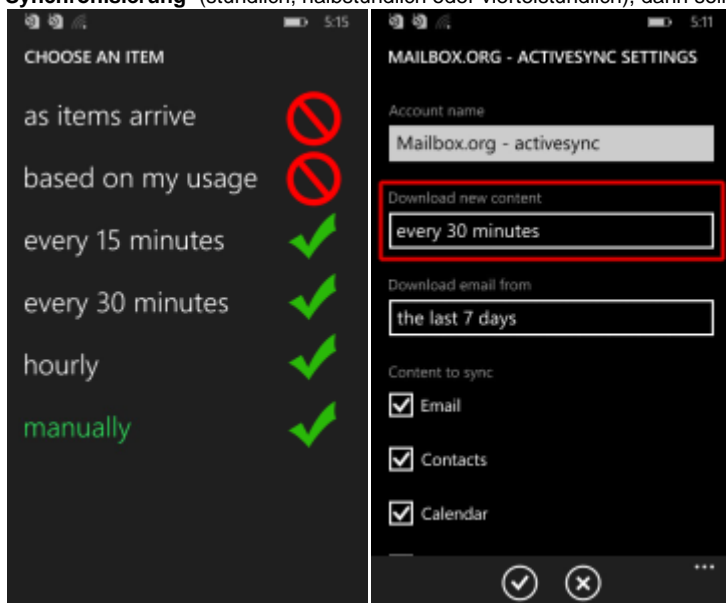 Synchronisierung" (stündlich, halbstündlich oder viertelstündlich), dann soll
5:15
CHOOSE AN ITEM
as items arrive
based on my usage
every 15 minutes
every 30 minutes
hourly
manually
5:11
MAILBOX.ORG - ACTIVESYNC SETTINGS
Account name
Mailbox.org - activesync
Download new content
every 30 minutes
Download email from
the last 7 days
Content to sync
Email
Contacts
Calendar